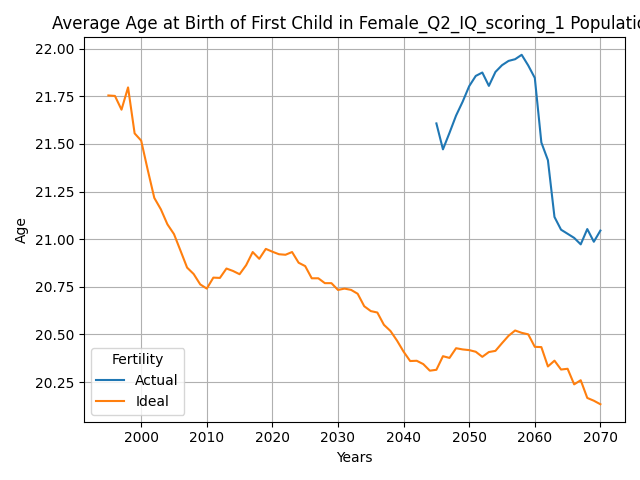 Average Age at Birth of First Child in Female_Q2_IQ_scoring_1 Populatio
22.00
21.75
21.50
21.25
21.00
20.75
20.50
20.25
Age
Fertility
Actual
Ideal
2000 2010 2020 2030 2040 2050 2060 2070
Years